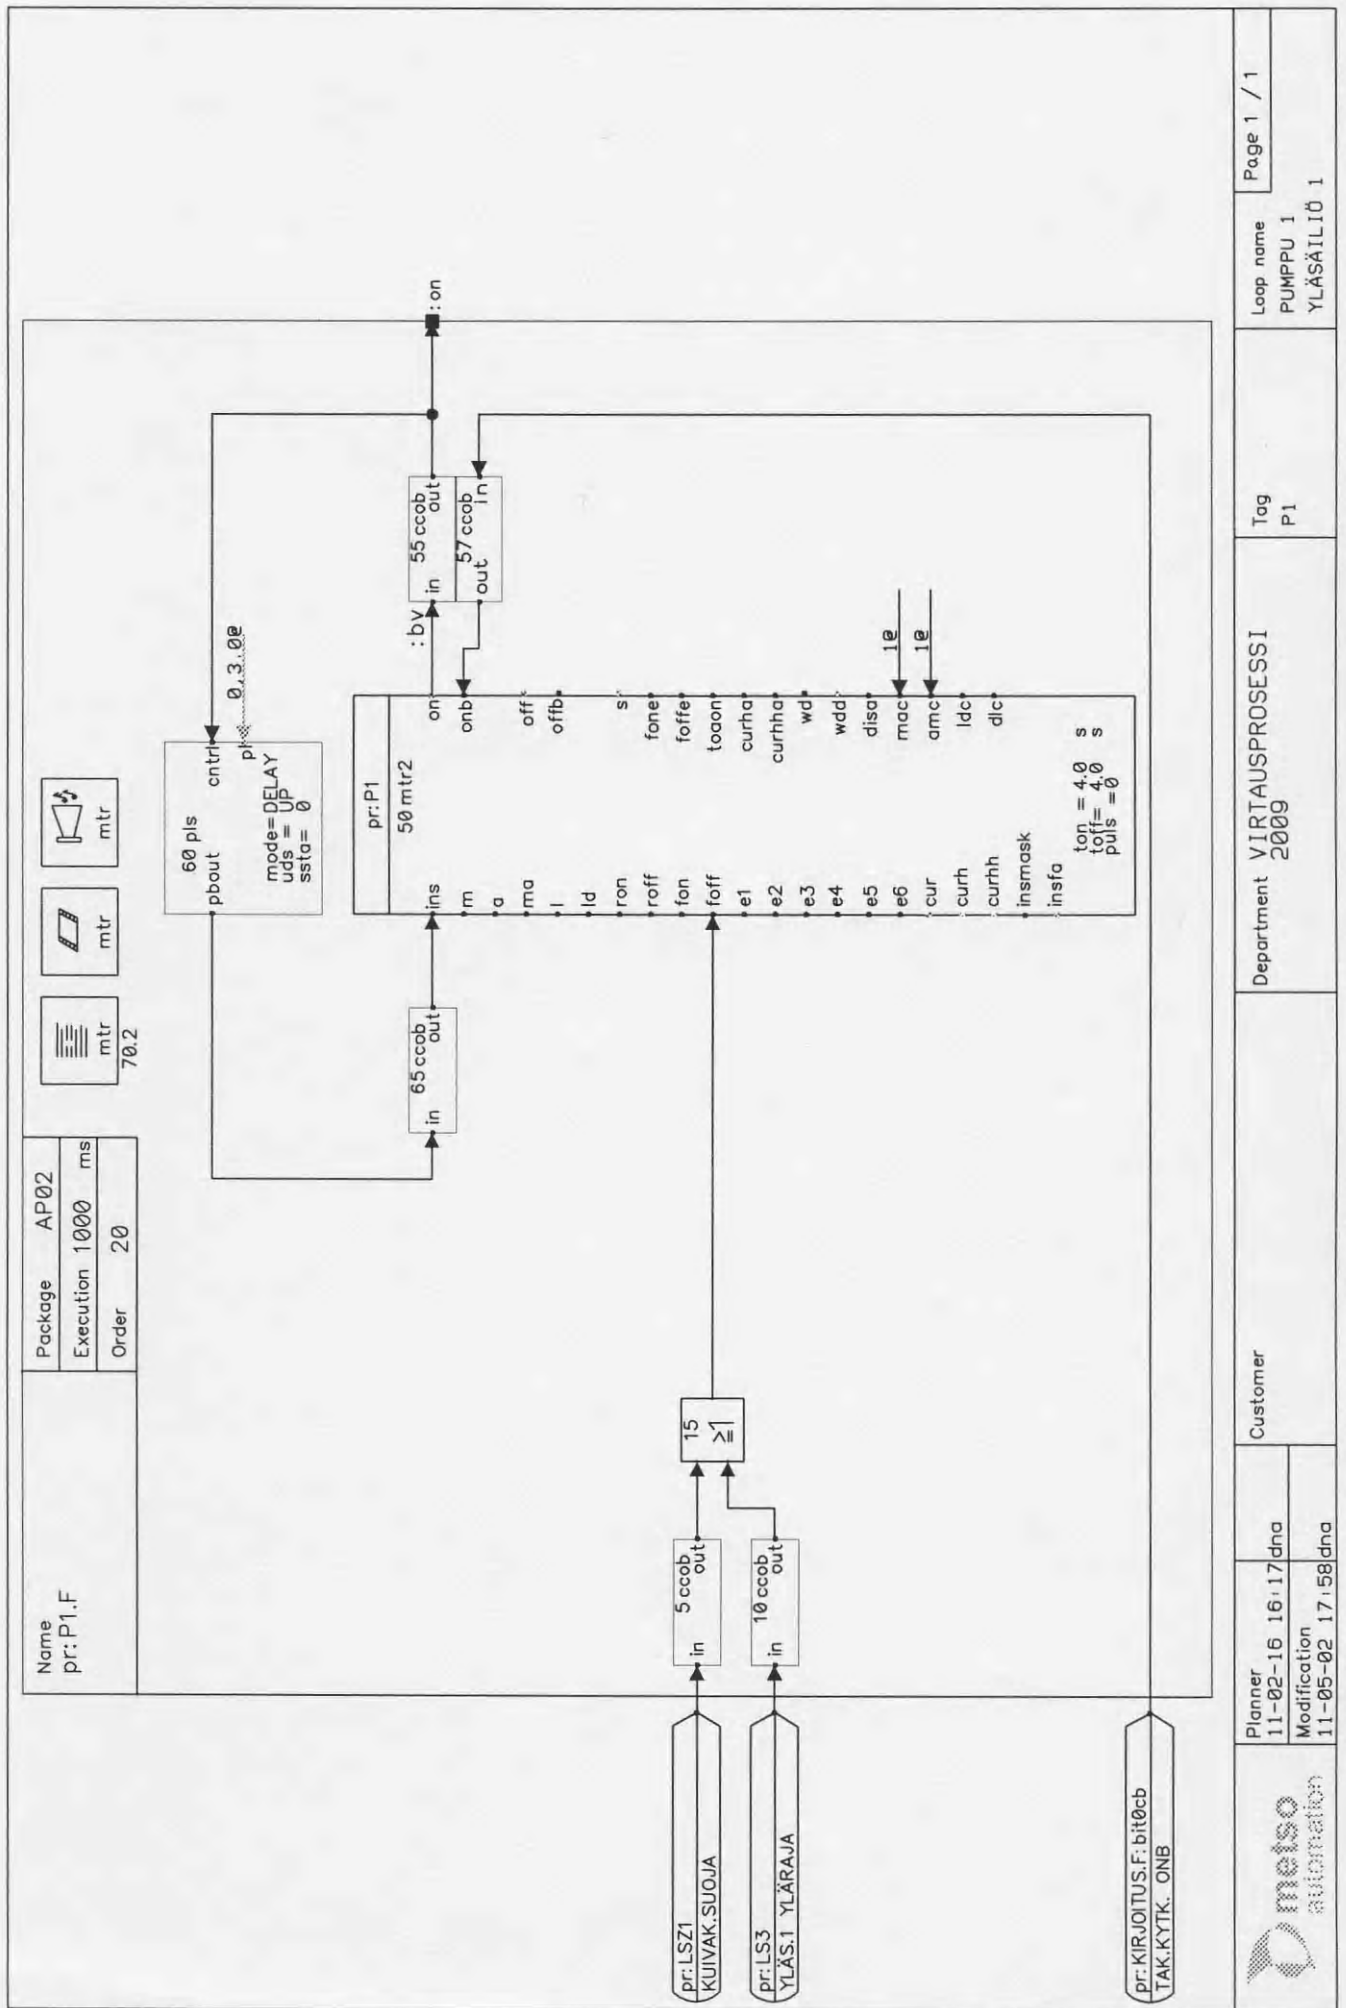 Name
pr:P1.F
Package AP02
Execution 1000 ms
Order 20
mtr
70.2
mtr
mtr
60 pls
pbout cntrl
pl
0.3.0@
mode= DELAY
uds = UP
ssta= 0
in 65 ccob out
pr:P1
50 mtr2
ins
m
a
ma
l
ld
ron
roff
fon
foff
e1
e2
e3
e4
e5
e6
cur
curh
curhh
insmask
insfa
on
onb
off
offb
s
fone
foffe
toaon
curha
curhha
wd
wdd
disa
mac
amc
ldc
dlc
ton = 4.0 s
toff= 4.0 s
puls =0
:bv
in 55 ccob out
out 57 ccob in
:on
1@
1@
pr:LSZ1
KUIVAK.SUOJA
in 5 ccob out
pr:LS3
YLÄS.1 YLÄRAJA
in 10 ccob out
15
≧1
pr:KIRJOITUS.F:bit0cb
TAK.KYTK. ONB
metso
automation
Planner
11-02-16 16:17 dna
Modification
11-05-02 17:58 dna
Customer
Department VIRTAUSPROSESSI
2009
Tag
P1
Loop name
PUMPPU 1
YLÄSÄILIÖ 1
Page 1 / 1